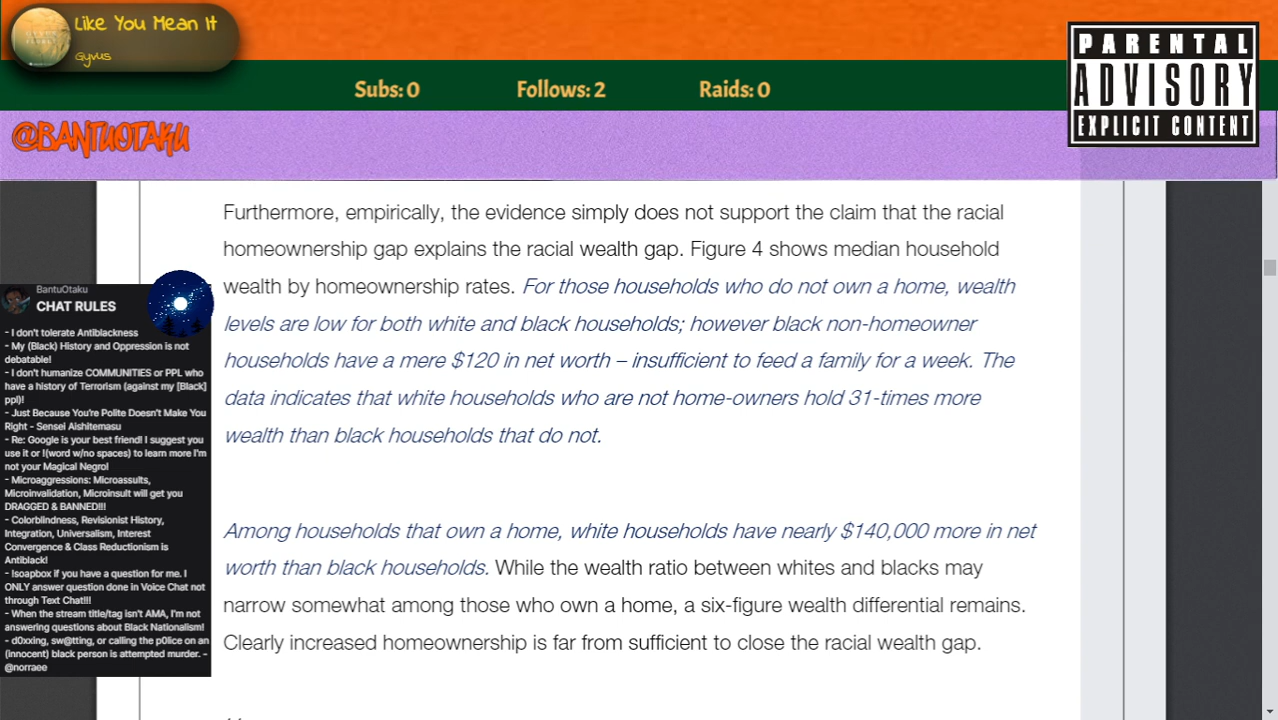 Like You Mean It
Gyvus
Subs: 0
Follows: 2
Raids: 0
PARENTAL
ADVISORY
EXPLICIT CONTENT
@BANTUOTAKU
Furthermore, empirically, the evidence simply does not support the claim that the racial
homeownership gap explains the racial wealth gap. Figure 4 shows median household
wealth by homeownership rates. For those households who do not own a home, wealth
levels are low for both white and black households; however black non-homeowner
households have a mere $120 in net worth – insufficient to feed a family for a week. The
data indicates that white households who are not home-owners hold 31-times more
wealth than black households that do not.
Among households that own a home, white households have nearly $140,000 more in net
worth than black households. While the wealth ratio between whites and blacks may
narrow somewhat among those who own a home, a six-figure wealth differential remains.
Clearly increased homeownership is far from sufficient to close the racial wealth gap.
BantuOtaku
CHAT RULES
- I don't tolerate Antiblackness
- My (Black) History and Oppression is not
debatable!
- I don't humanize COMMUNITIES or PPL who
have a history of Terrorism (against my [Black]
ppl)!
- Just Because You're Polite Doesn't Make You
Right - Sensei Aishitemasu
- Re: Google is your best friend! I suggest you
use it or !(word w/no spaces) to learn more I'm
not your Magical Negro!
- Microaggressions: Microassults,
Microinvalidation, Microinsult will get you
DRAGGED & BANNED!!!
- Colorblindness, Revisionist History,
Integration, Universalism, Interest
Convergence & Class Reductionism is
Antiblack!
- !soapbox if you have a question for me. I
ONLY answer question done in Voice Chat not
through Text Chat!!!
- When the stream title/tag isn't AMA, I'm not
answering questions about Black Nationalism!
- d0xxing, sw@tting, or calling the p0lice on an
(innocent) black person is attempted murder. -
@norraee